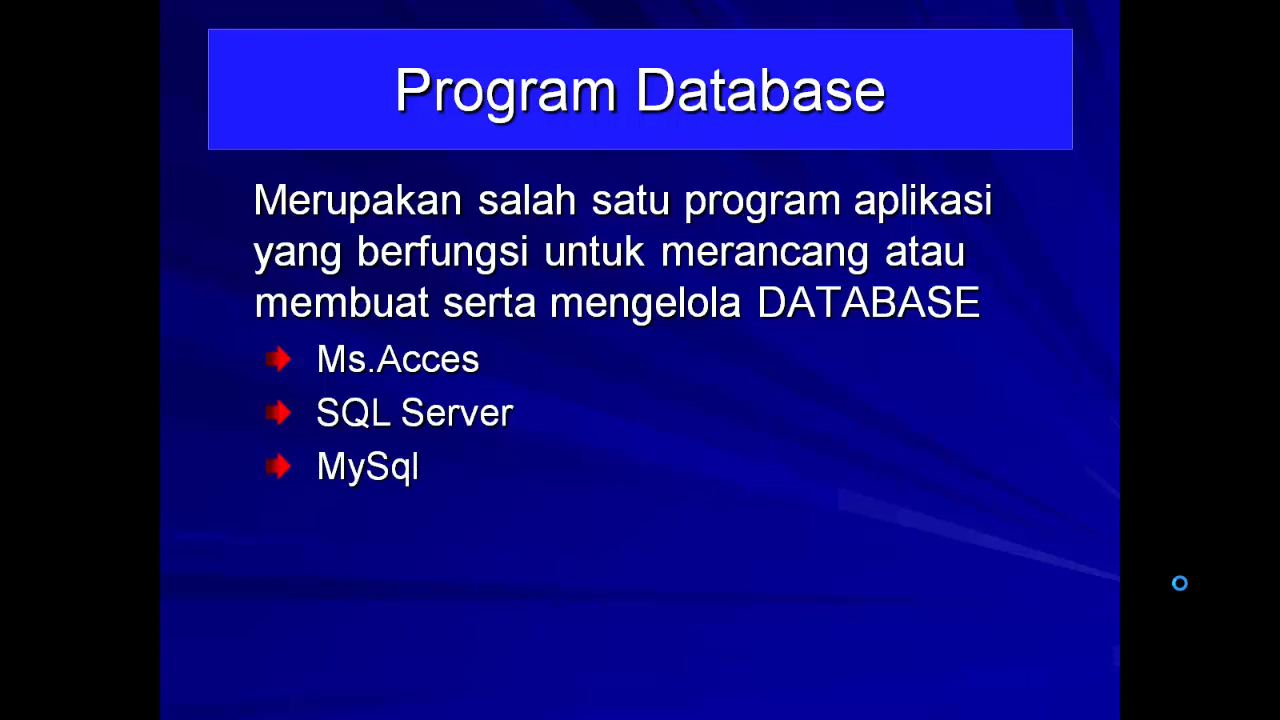 Program Database
Merupakan salah satu program aplikasi
yang berfungsi untuk merancang atau
membuat serta mengelola DATABASE
Ms.Acces
SQL Server
MySql